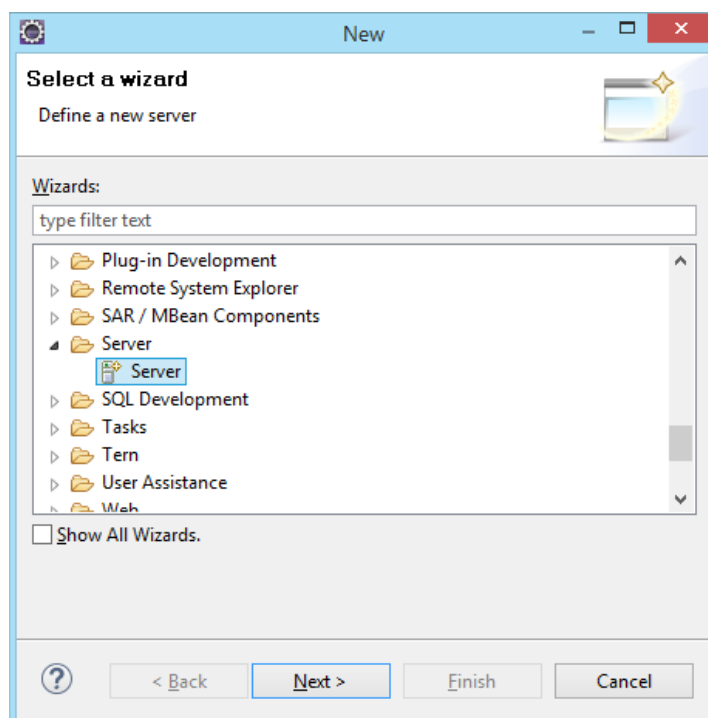 New
Select a wizard
Define a new server
Wizards:
type filter text
Plug-in Development
Remote System Explorer
SAR / MBean Components
Server
Server
SQL Development
Tasks
Tern
User Assistance
Web
Show All Wizards.
? < Back Next > Finish Cancel